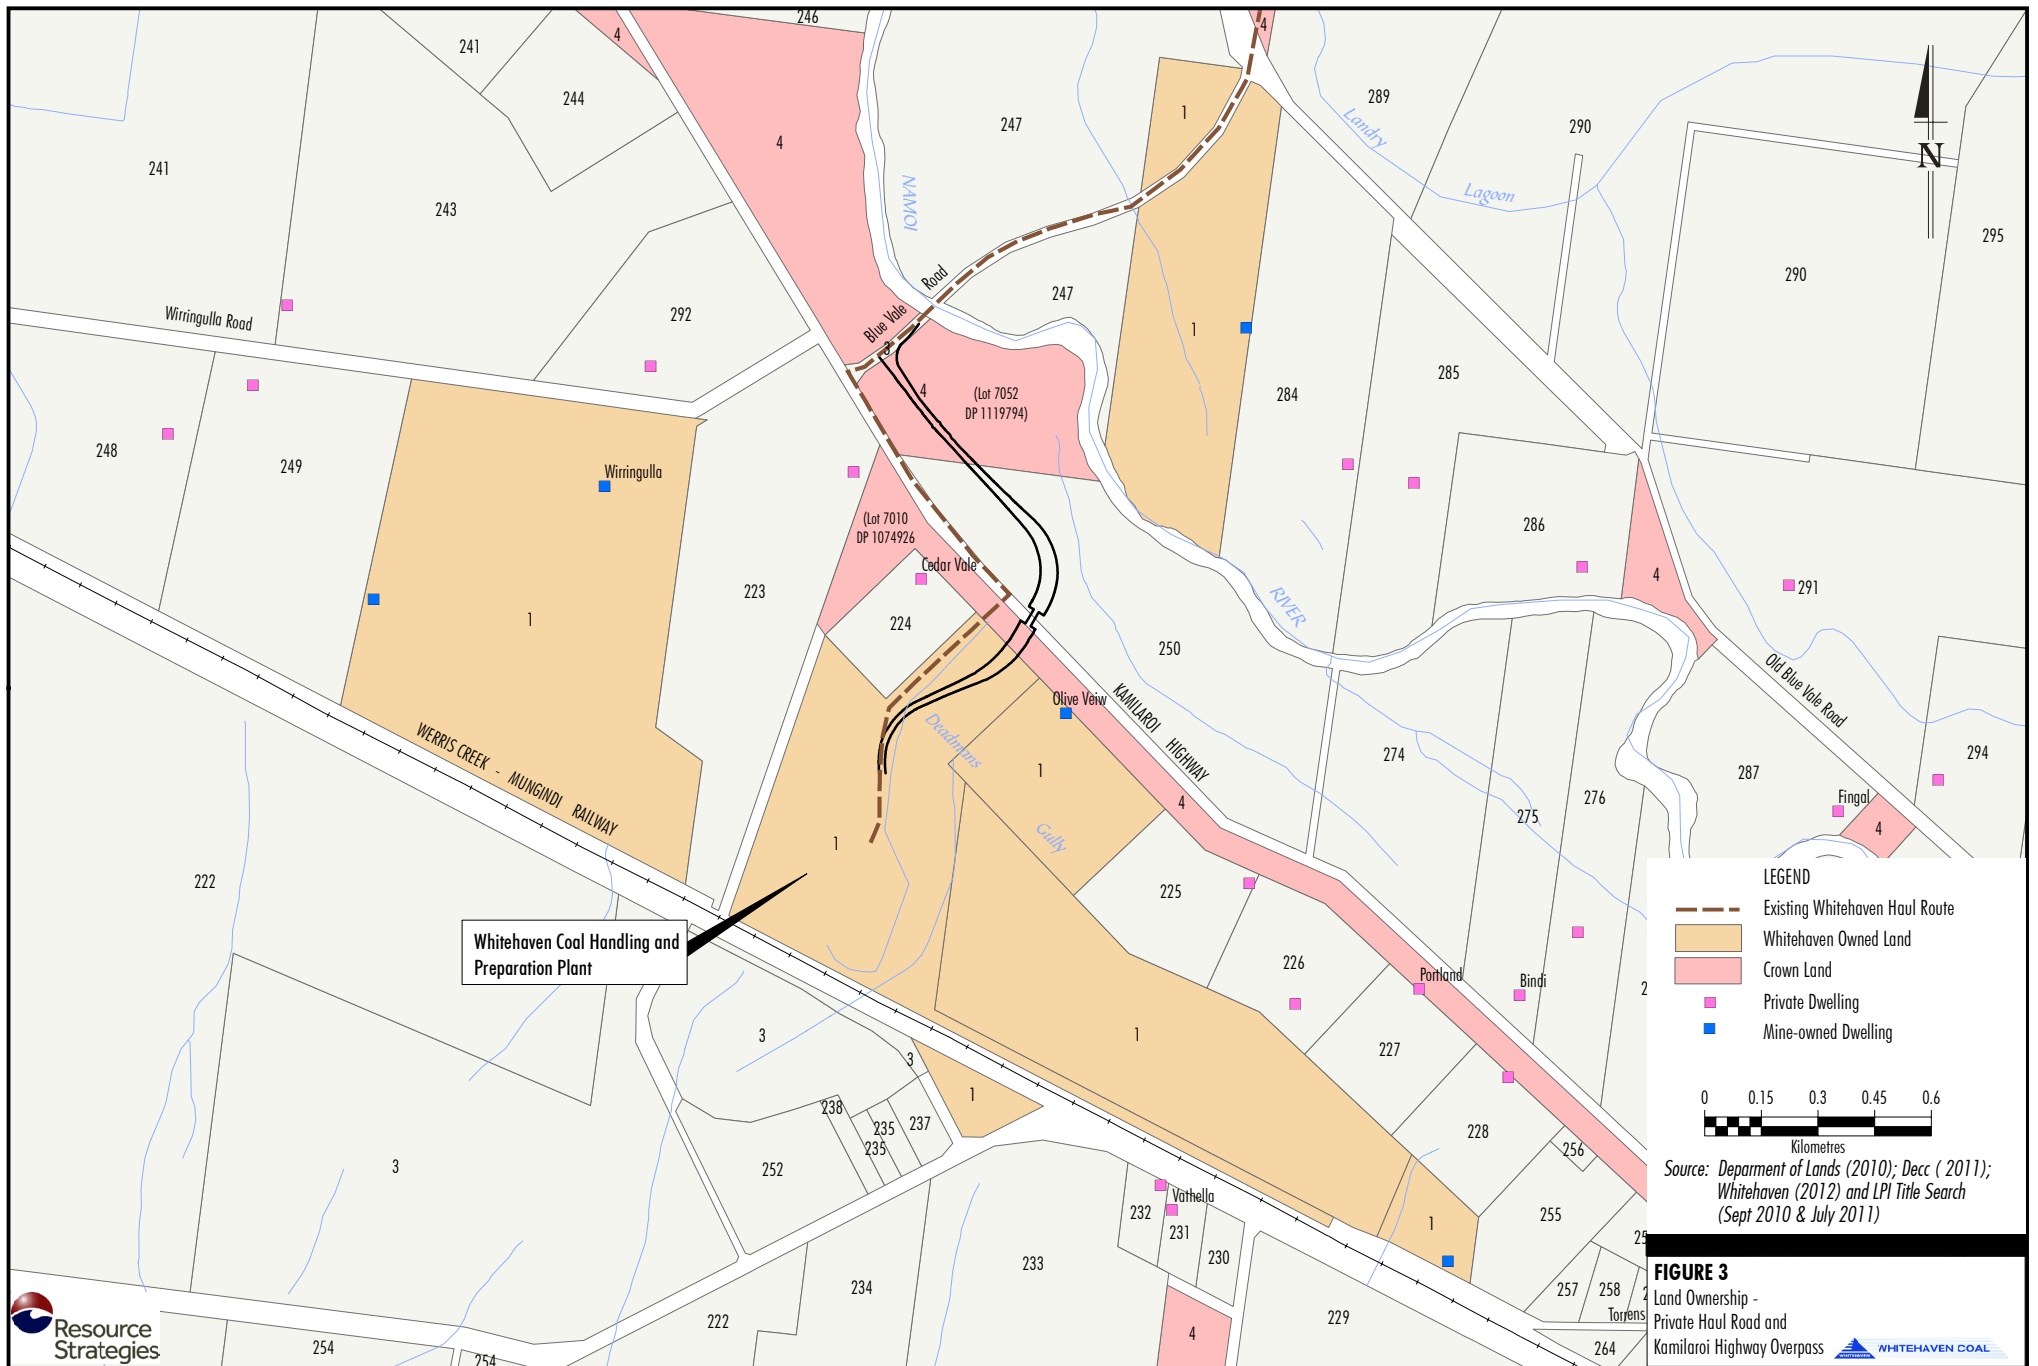 246
4
4
241
244
289
247
1
4
290
Landry
N
241
243
NAMOI
Lagoon
295
290
Road
247
292
Wirringulla Road
Blue Vale
3
1
285
4
(Lot 7052
DP 1119794)
284
248
249
Wirringulla
(Lot 7010
DP 1074926
286
Cedar Vale
4
291
223
RIVER
1
224
250
Old Blue Vale Road
Olive Veiw
KAMILAROI HIGHWAY
Deadmans
WERRIS CREEK - MUNGINDI RAILWAY
1
274
287
294
4
275
276
Fingal
4
1
Gully
222
225
Whitehaven Coal Handling and
Preparation Plant
226
Portland
Bindi
2
3
1
227
3
1
238
235
237
235
228
256
3
252
Vathella
232
231
230
1
255
25
233
234
257
258
2
Torrens
222
4
229
264
254
254
LEGEND
Existing Whitehaven Haul Route
Whitehaven Owned Land
Crown Land
Private Dwelling
Mine-owned Dwelling
0 0.15 0.3 0.45 0.6
Kilometres
Source: Deparment of Lands (2010); Decc ( 2011);
Whitehaven (2012) and LPI Title Search
(Sept 2010 & July 2011)
FIGURE 3
Land Ownership -
Private Haul Road and
Kamilaroi Highway Overpass
WHITEHAVEN
WHITEHAVEN COAL
Resource
Strategies